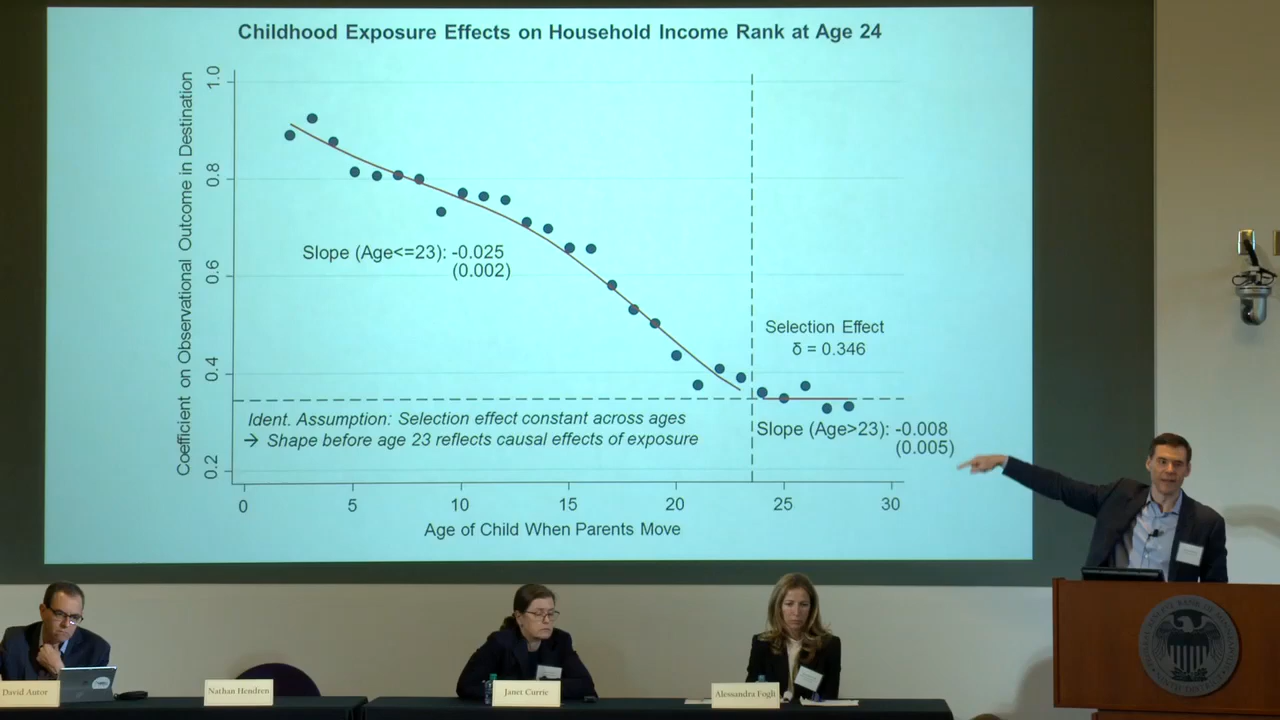 Childhood Exposure Effects on Household Income Rank at Age 24
Coefficient on Observational Outcome in Destination
1.0
0.8
0.6
0.4
0.2
Slope (Age<=23): -0.025
(0.002)
Selection Effect
δ = 0.346
Ident. Assumption: Selection effect constant across ages
→ Shape before age 23 reflects causal effects of exposure
Slope (Age>23): -0.008
(0.005)
0 5 10 15 20 25 30
Age of Child When Parents Move
David Autor
Nathan Hendren
Janet Currie
Alessandra Fogli